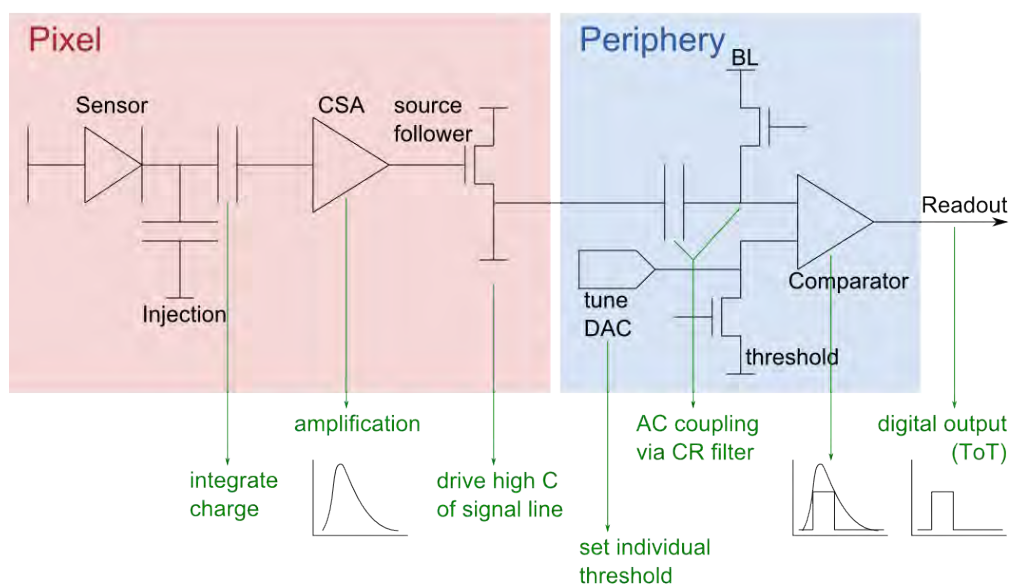 Pixel
Periphery
BL
Sensor
CSA
source
follower
Readout
Injection
tune
DAC
Comparator
threshold
amplification
AC coupling
via CR filter
digital output
(ToT)
integrate
charge
drive high C
of signal line
set individual
threshold